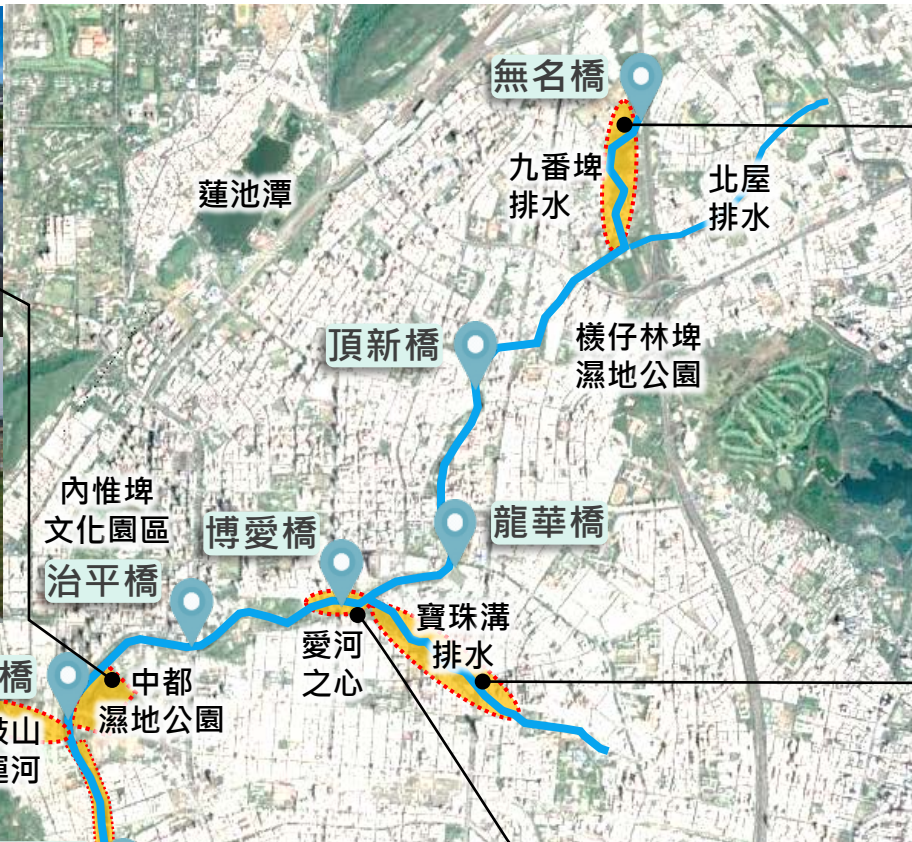 無名橋
九番埤
排水
北屋
排水
蓮池潭
頂新橋
檨仔林埤
濕地公園
內惟埤
文化園區
博愛橋
龍華橋
治平橋
寶珠溝
排水
愛河
之心
橋
中都
濕地公園
山
運河